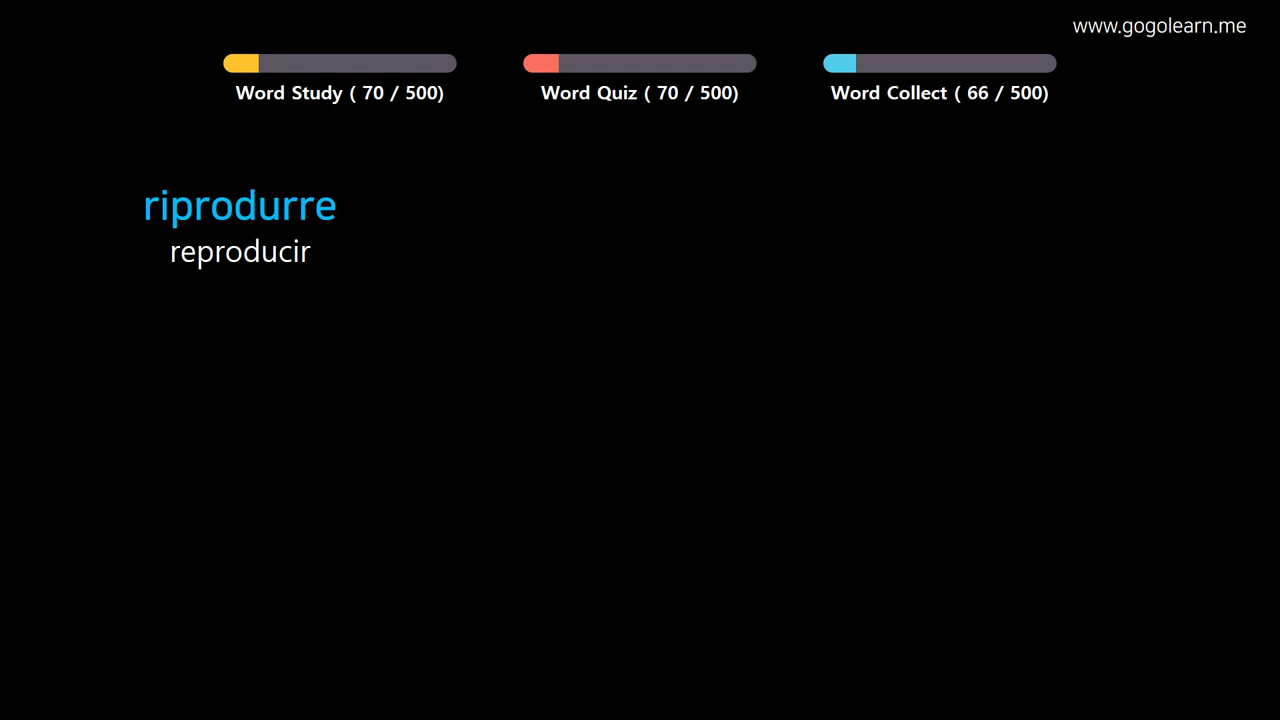 www.gogolearn.me
Word Study ( 70 / 500)
Word Quiz ( 70 / 500)
Word Collect ( 66 / 500)
riprodurre
reproducir